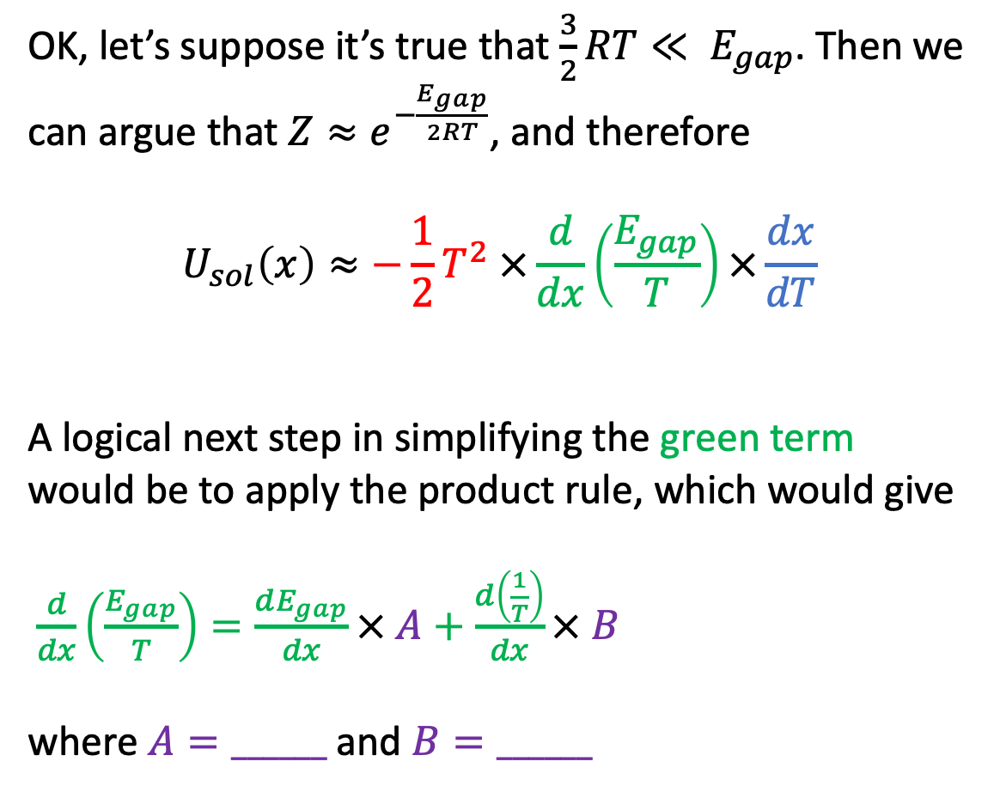 OK, let’s suppose it’s true that $\frac{3}{2}RT \ll E_{gap}$. Then we
can argue that $Z \approx e^{-\frac{E_{gap}}{2RT}}$, and therefore
$U_{sol}(x) \approx -\frac{1}{2}T^2 \times \frac{d}{dx}\left(\frac{E_{gap}}{T}\right) \times \frac{dx}{dT}$
A logical next step in simplifying the green term
would be to apply the product rule, which would give
$\frac{d}{dx}\left(\frac{E_{gap}}{T}\right) = \frac{dE_{gap}}{dx} \times A + \frac{d\left(\frac{1}{T}\right)}{dx} \times B$
where $A =$ _____ and $B =$ _____